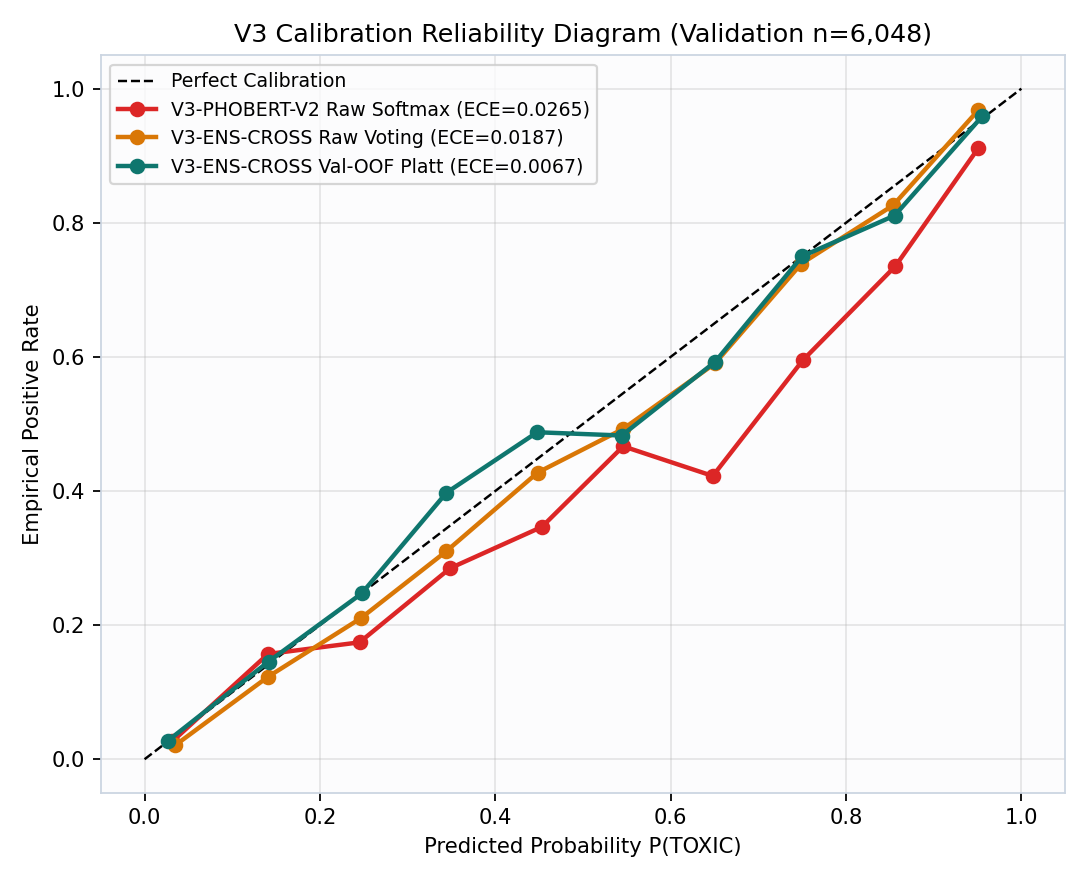 V3 Calibration Reliability Diagram (Validation n=6,048)
Perfect Calibration
V3-PHOBERT-V2 Raw Softmax (ECE=0.0265)
V3-ENS-CROSS Raw Voting (ECE=0.0187)
V3-ENS-CROSS Val-OOF Platt (ECE=0.0067)
Empirical Positive Rate
1.0
0.8
0.6
0.4
0.2
0.0
0.0 0.2 0.4 0.6 0.8 1.0
Predicted Probability P(TOXIC)